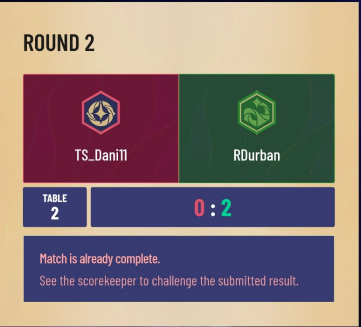 ROUND 2
TS_Dani11
RDurban
TABLE
2
0 : 2
Match is already complete.
See the scorekeeper to challenge the submitted result.